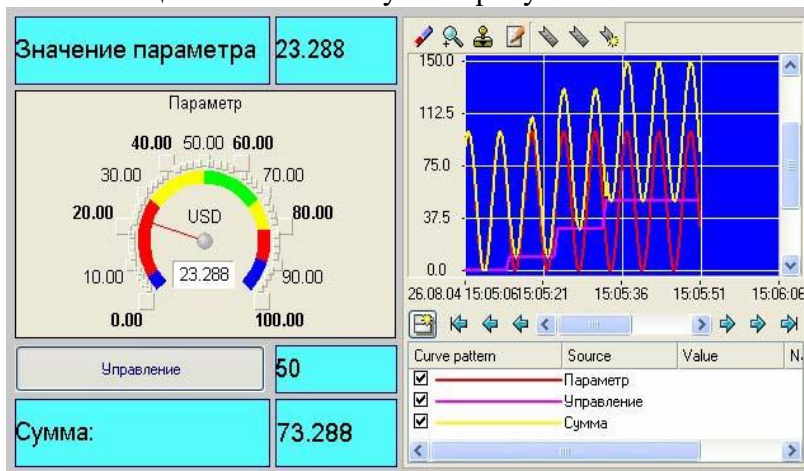 Значение параметра 23.288
Параметр
40.00 50.00 60.00
30.00 70.00
20.00 USD 80.00
10.00 23.288 90.00
0.00 100.00
Управление 50
Сумма: 73.288
150.0
112.5
75.0
37.5
0.0
26.08.04 15:05:06 15:05:21 15:05:36 15:05:51 15:06:06
Curve pattern Source Value
Параметр
Управление
Сумма